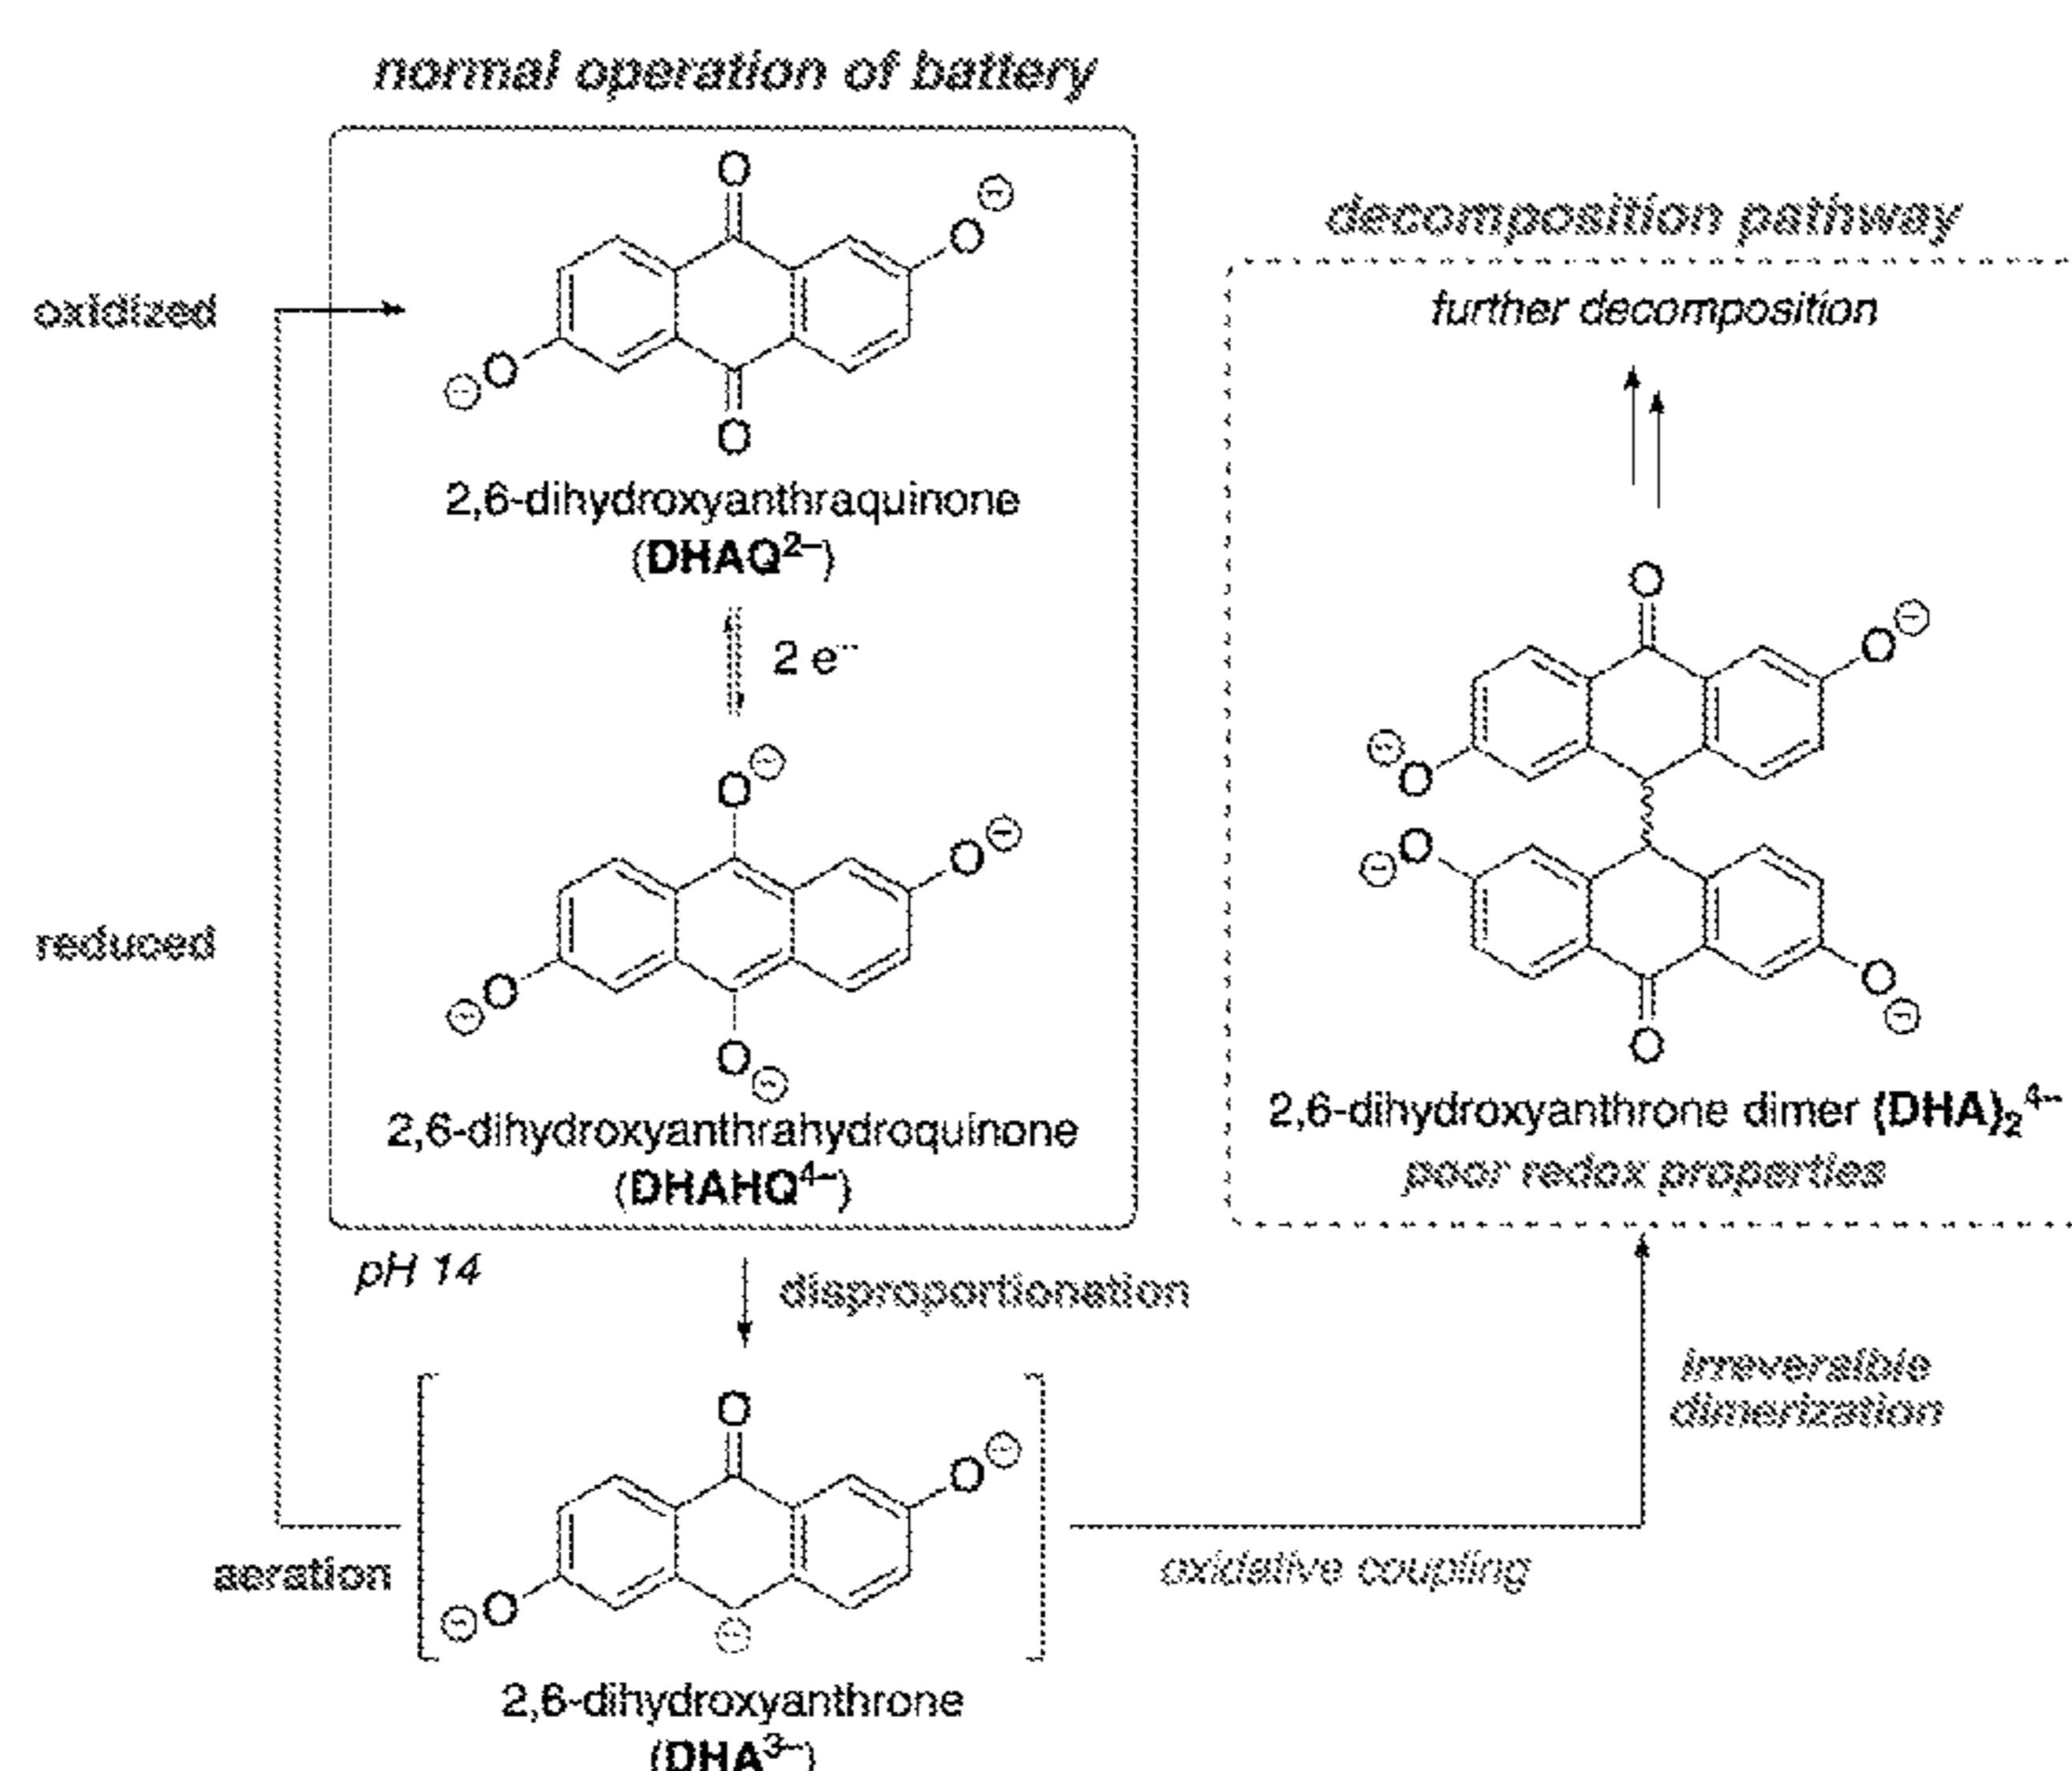 normal operation of battery
oxidized
O
O
⊖
O
⊖
O
2,6-dihydroxyanthraquinone
(DHAQ²⁻)
2 e⁻
reduced
O
⊖
O
⊖
O
⊖
O
⊖
2,6-dihydroxyanthrahydroquinone
(DHAHQ⁴⁻)
pH 14
disproportionation
aeration
O
O
⊖
O
⊖
⊖
2,6-dihydroxyanthrone
(DHA³⁻)
oxidative coupling
irreversible
dimerization
decomposition pathway
further decomposition
O
O
⊖
⊖
O
O
⊖
O
⊖
O
2,6-dihydroxyanthrone dimer (DHA)₂⁴⁻
poor redox properties